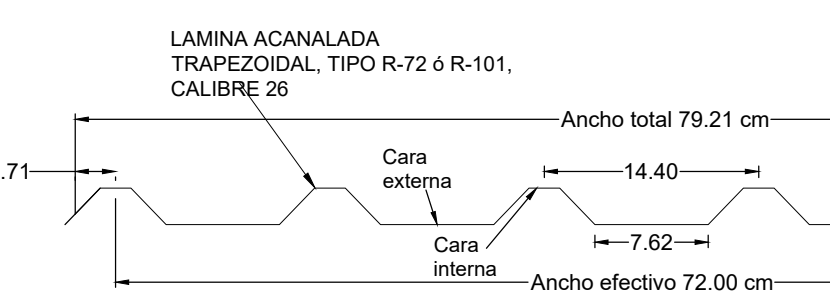 LAMINA ACANALADA
TRAPEZOIDAL, TIPO R-72 ó R-101,
CALIBRE 26
Ancho total 79.21 cm
.71
Cara
externa
14.40
Cara
interna
7.62
Ancho efectivo 72.00 cm